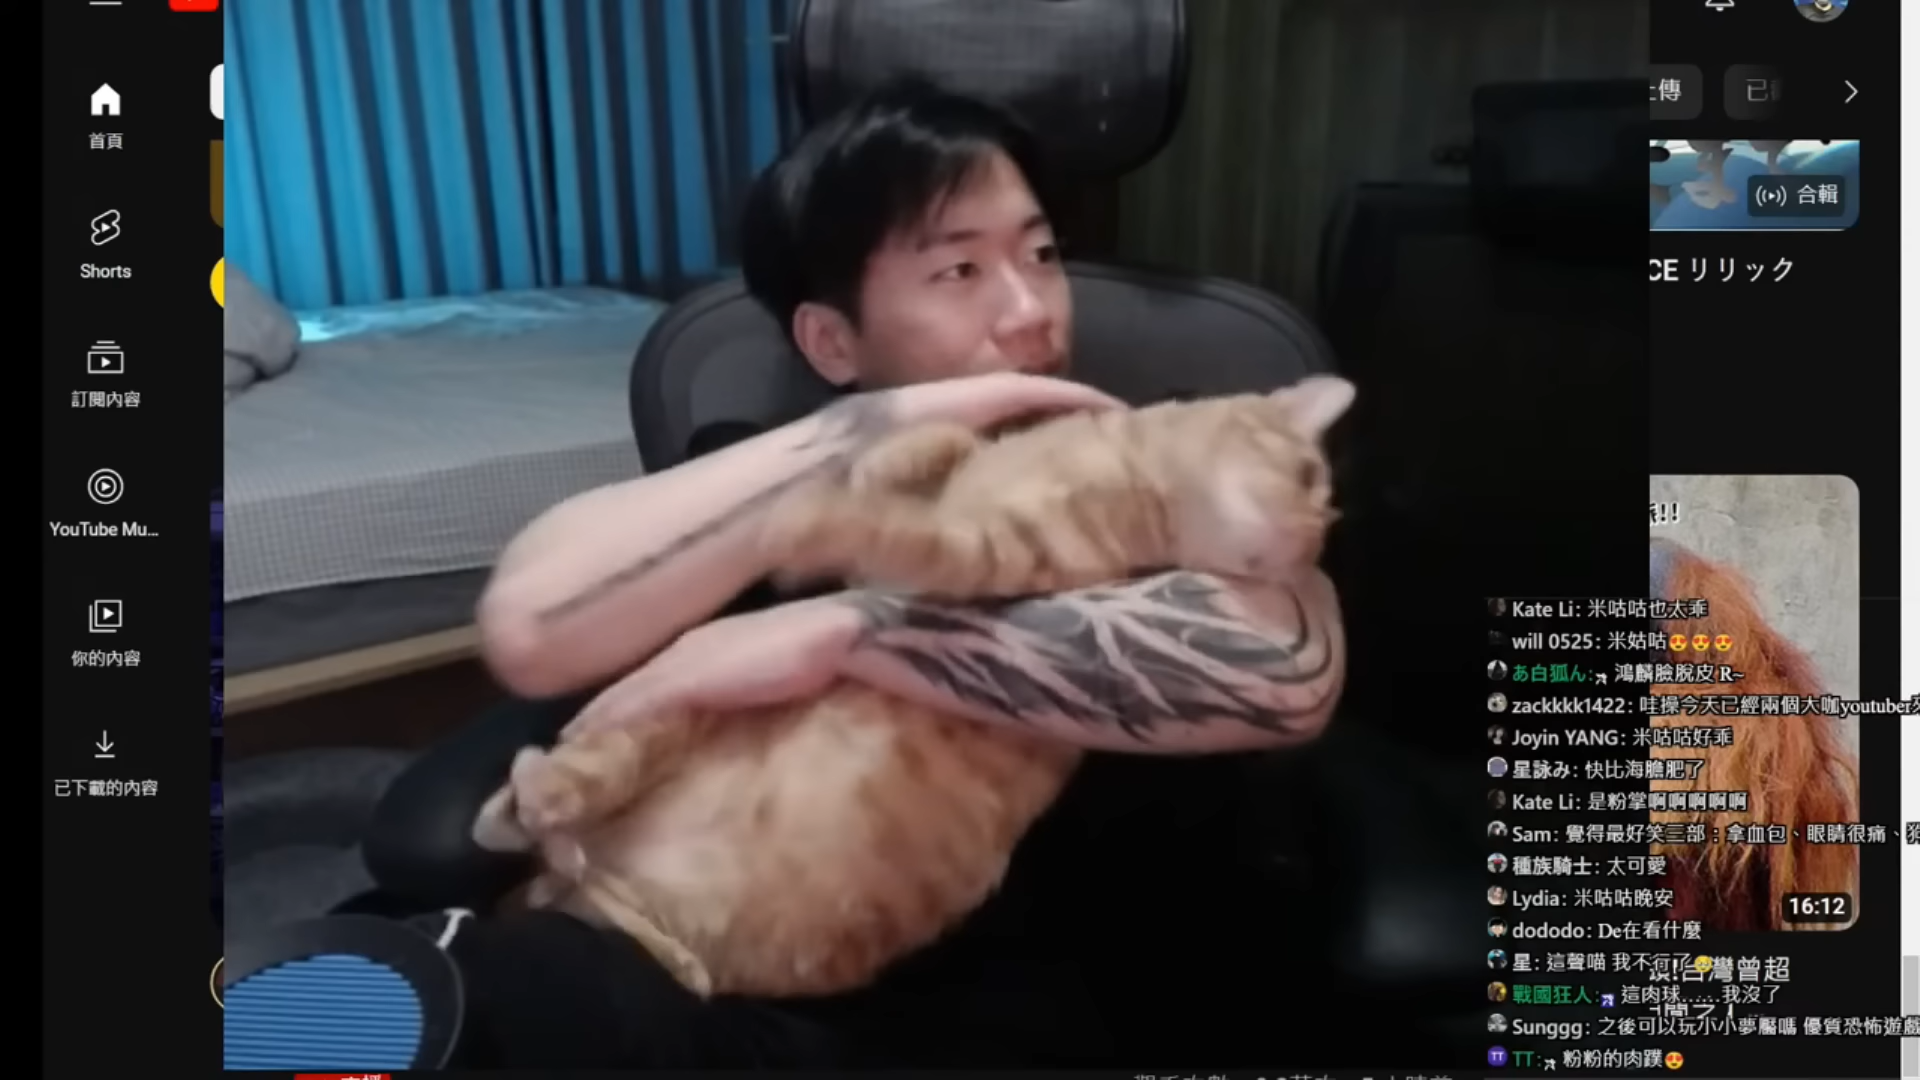 首頁
Shorts
訂閱內容
YouTube Mu...
你的內容
已下載的內容
上傳
合輯
CE リリック
!!
16:12
Kate Li: 米咕咕也太乖
will 0525: 米姑咕😍😍😍
あ白狐ん: 鴻麟臉脫皮 R~
zackkkk1422: 哇操今天已經兩個大咖youtuber來
Joyin YANG: 米咕咕好乖
星詠み: 快比海膽肥了
Kate Li: 是粉掌啊啊啊啊啊
Sam: 覺得最好笑三部：拿血包、眼睛很痛、狗
種族騎士: 太可愛
Lydia: 米咕咕晚安
dododo: De在看什麼
星: 這聲喵 我不行了
台灣曾超
戰國狂人: 這肉球……我沒了
Sunggg: 之後可以玩小小夢魘嗎 優質恐怖遊戲
TT: 粉粉的肉蹼😍